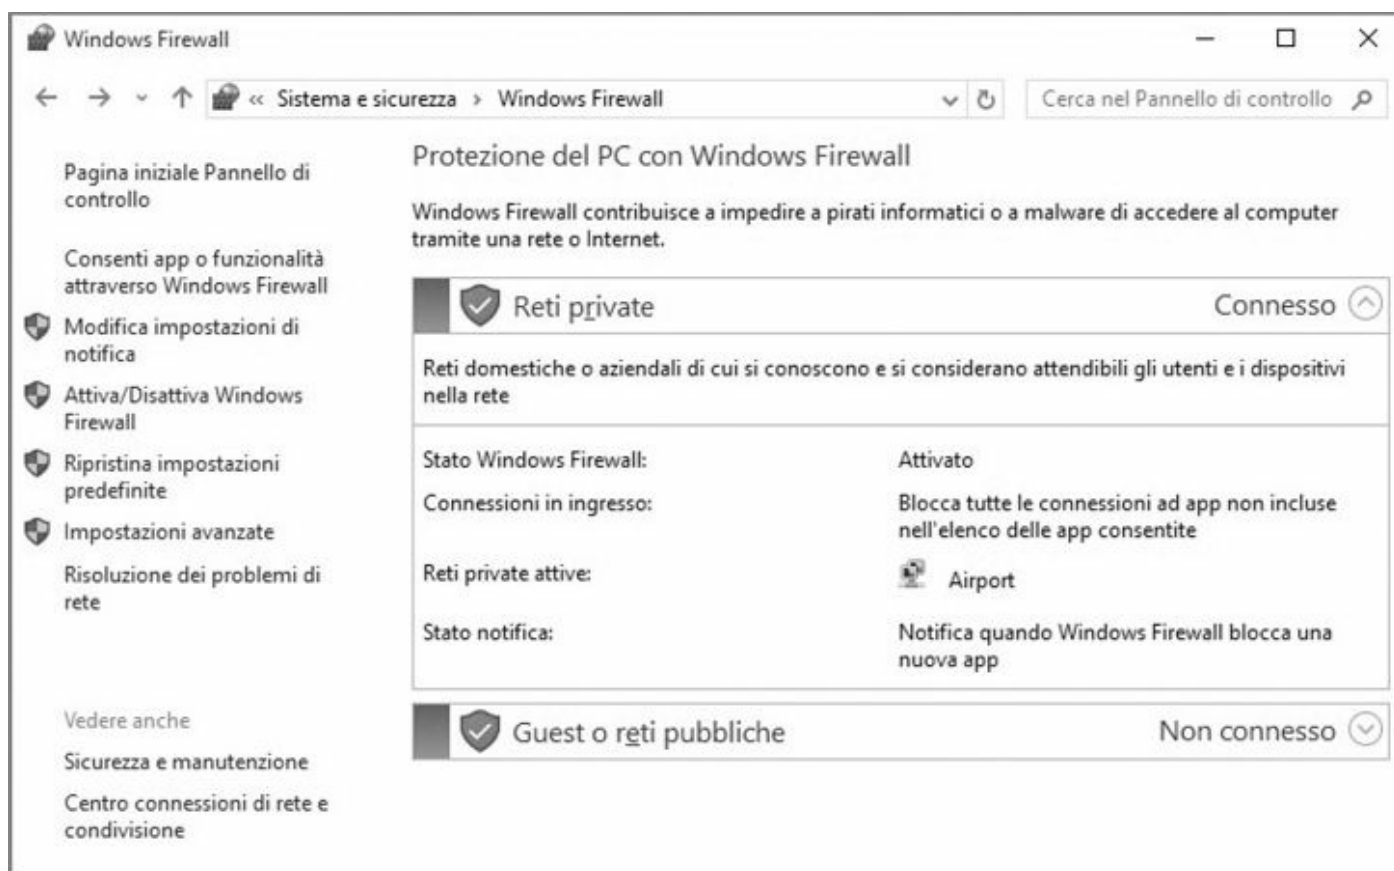 Windows Firewall
« Sistema e sicurezza › Windows Firewall
Cerca nel Pannello di controllo
Pagina iniziale Pannello di
controllo
Consenti app o funzionalità
attraverso Windows Firewall
Modifica impostazioni di
notifica
Attiva/Disattiva Windows
Firewall
Ripristina impostazioni
predefinite
Impostazioni avanzate
Risoluzione dei problemi di
rete
Vedere anche
Sicurezza e manutenzione
Centro connessioni di rete e
condivisione
Protezione del PC con Windows Firewall
Windows Firewall contribuisce a impedire a pirati informatici o a malware di accedere al computer
tramite una rete o Internet.
Reti private Connesso
Reti domestiche o aziendali di cui si conoscono e si considerano attendibili gli utenti e i dispositivi
nella rete
Stato Windows Firewall: Attivato
Connessioni in ingresso: Blocca tutte le connessioni ad app non incluse
nell'elenco delle app consentite
Reti private attive: Airport
Stato notifica: Notifica quando Windows Firewall blocca una
nuova app
Guest o reti pubbliche Non connesso